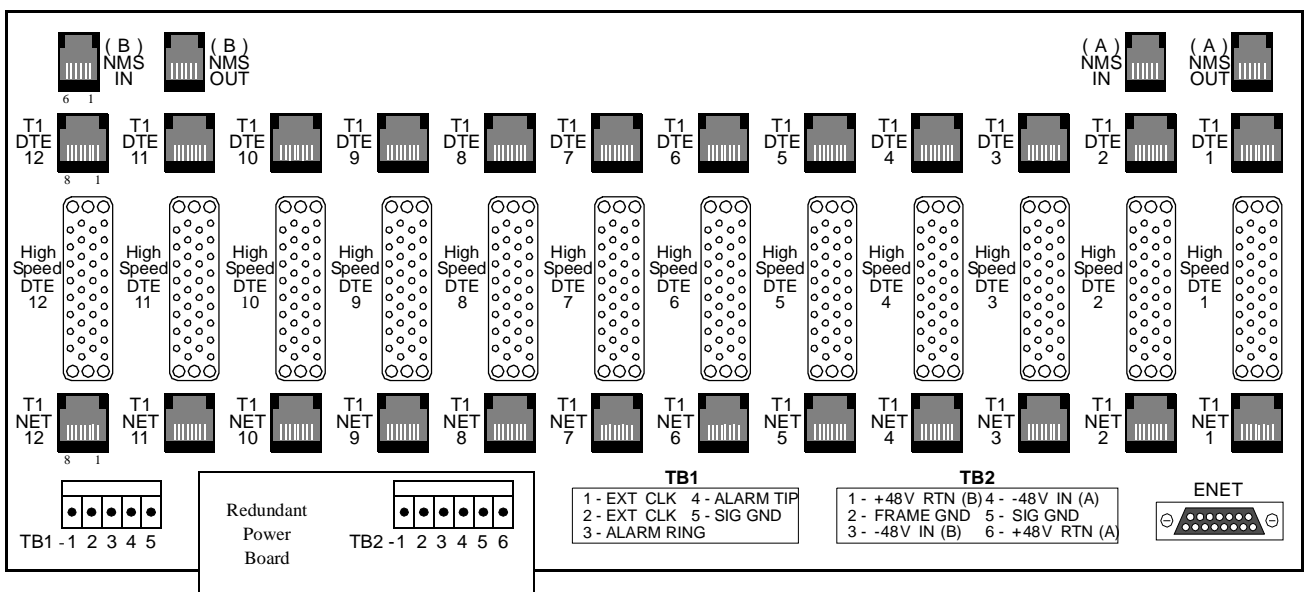 ( B )
NMS
IN
( B )
NMS
OUT
( A )
NMS
IN
( A )
NMS
OUT
6 1
T1
DTE
12
T1
DTE
11
T1
DTE
10
T1
DTE
9
T1
DTE
8
T1
DTE
7
T1
DTE
6
T1
DTE
5
T1
DTE
4
T1
DTE
3
T1
DTE
2
T1
DTE
1
8 1
High
Speed
DTE
12
High
Speed
DTE
11
High
Speed
DTE
10
High
Speed
DTE
9
High
Speed
DTE
8
High
Speed
DTE
7
High
Speed
DTE
6
High
Speed
DTE
5
High
Speed
DTE
4
High
Speed
DTE
3
High
Speed
DTE
2
High
Speed
DTE
1
T1
NET
12
T1
NET
11
T1
NET
10
T1
NET
9
T1
NET
8
T1
NET
7
T1
NET
6
T1
NET
5
T1
NET
4
T1
NET
3
T1
NET
2
T1
NET
1
8 1
TB1 - 1 2 3 4 5
Redundant
Power
Board
TB2 - 1 2 3 4 5 6
TB1
1 - EXT CLK 4 - ALARM TIP
2 - EXT CLK 5 - SIG GND
3 - ALARM RING
TB2
1 - +48V RTN (B) 4 - -48V IN (A)
2 - FRAME GND 5 - SIG GND
3 - -48V IN (B) 6 - +48V RTN (A)
ENET